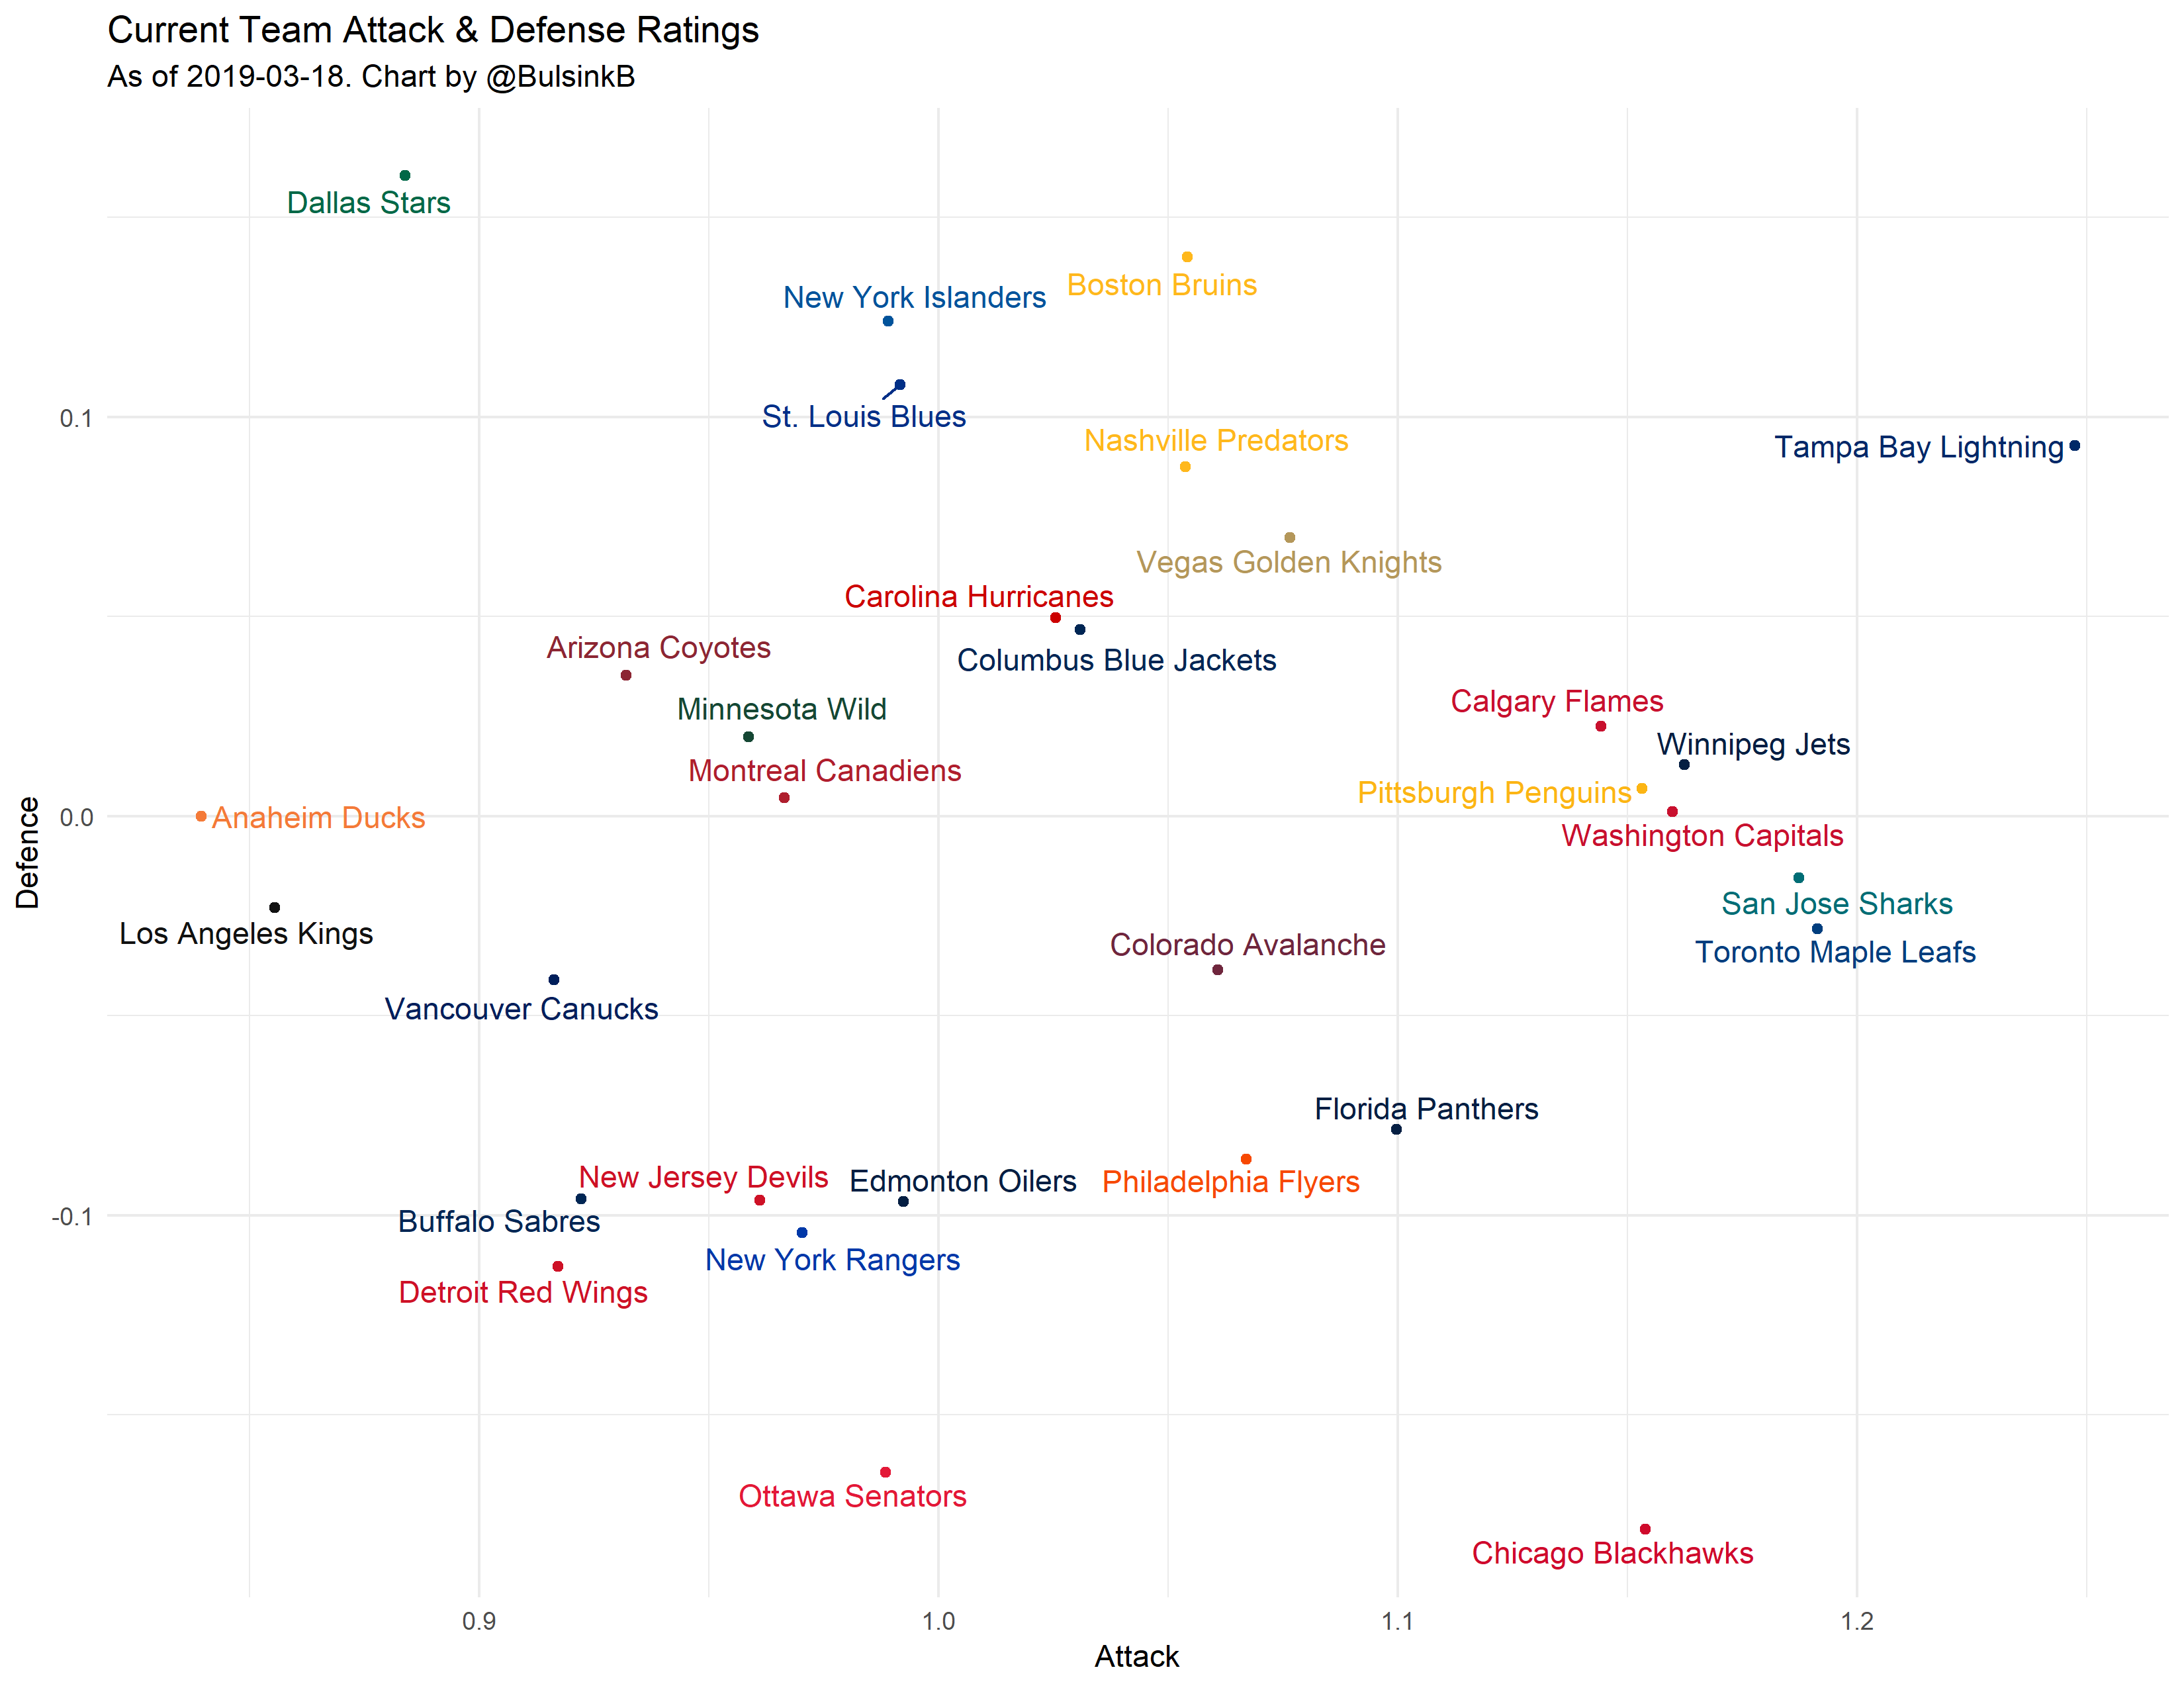 Current Team Attack & Defense Ratings
As of 2019-03-18. Chart by @BulsinkB
Dallas Stars
Boston Bruins
New York Islanders
St. Louis Blues
0.1
Nashville Predators
Tampa Bay Lightning
Vegas Golden Knights
Carolina Hurricanes
Arizona Coyotes
Columbus Blue Jackets
Calgary Flames
Minnesota Wild
Winnipeg Jets
Montreal Canadiens
Pittsburgh Penguins
0.0
Anaheim Ducks
Washington Capitals
Defence
San Jose Sharks
Los Angeles Kings
Colorado Avalanche
Toronto Maple Leafs
Vancouver Canucks
Florida Panthers
New Jersey Devils
Edmonton Oilers
Philadelphia Flyers
-0.1
Buffalo Sabres
New York Rangers
Detroit Red Wings
Ottawa Senators
Chicago Blackhawks
0.9
1.0
1.1
1.2
Attack